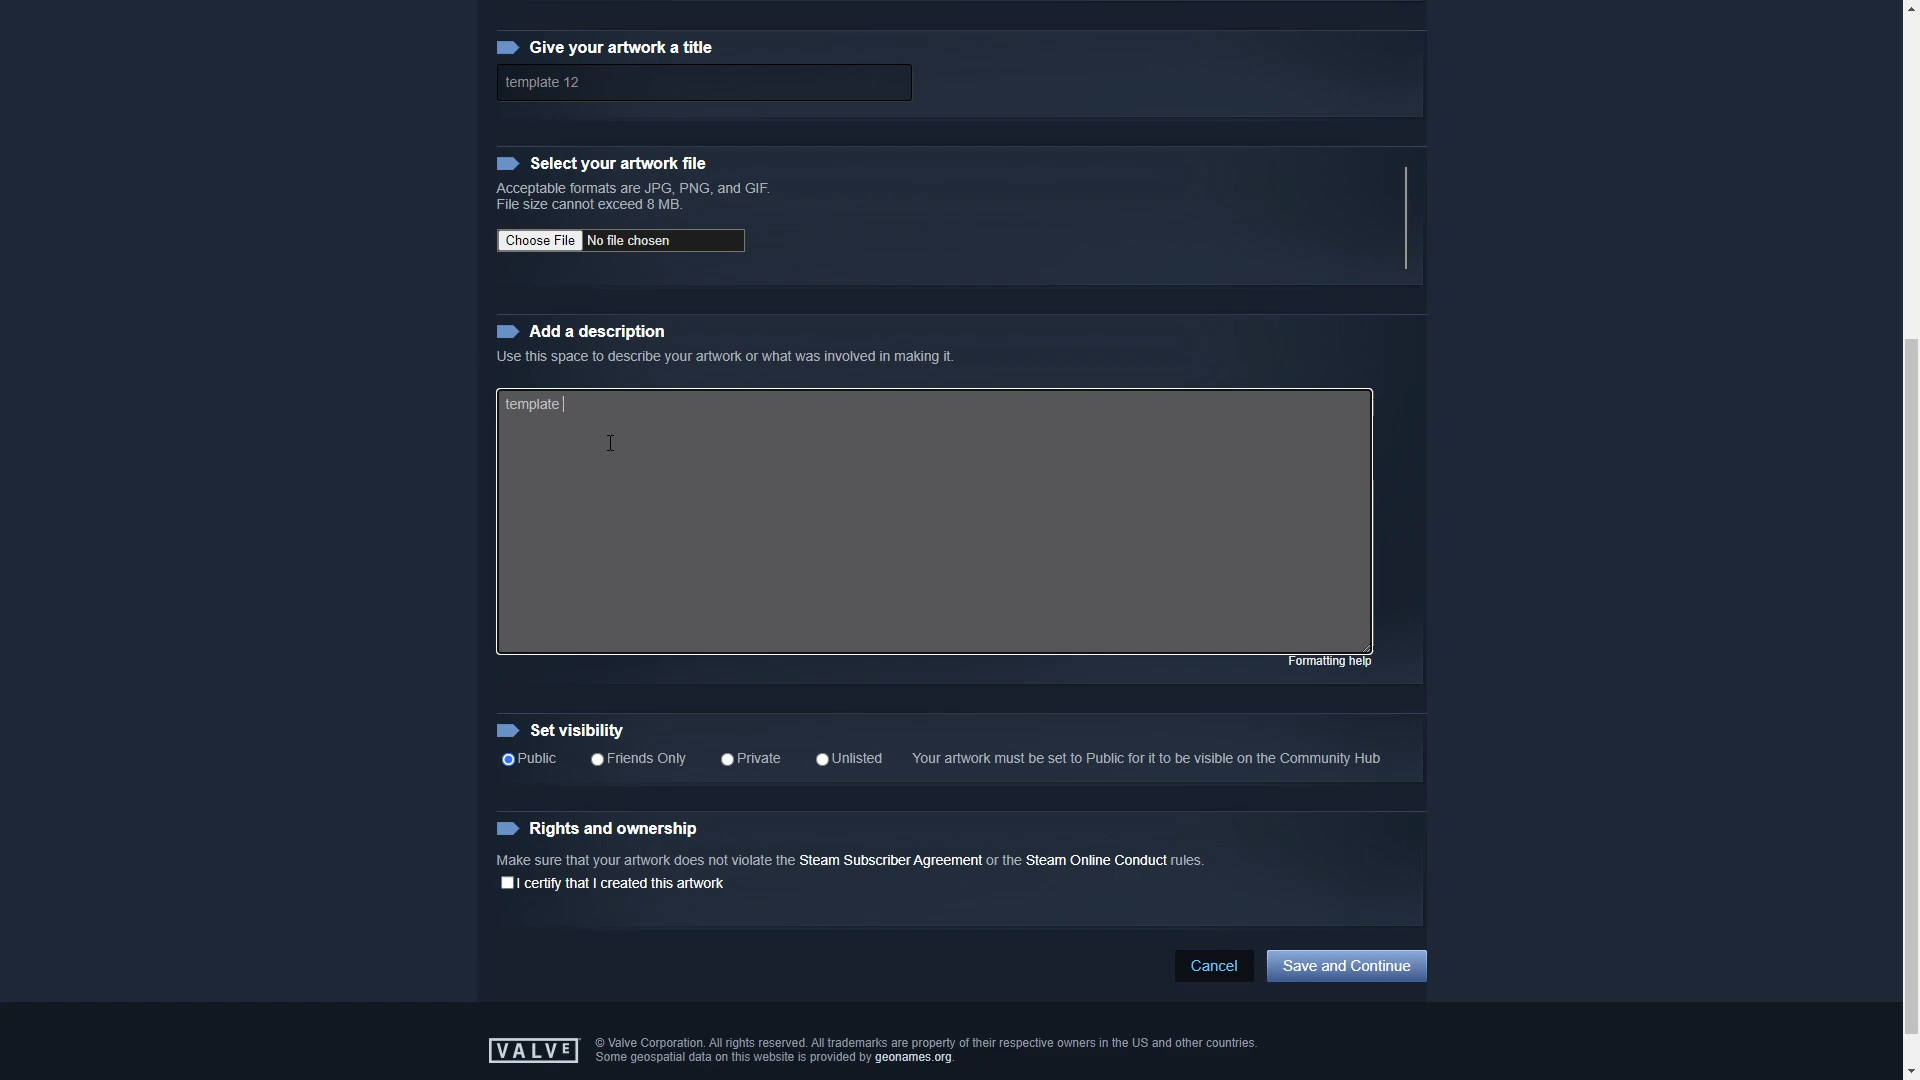 Give your artwork a title
template 12
Select your artwork file
Acceptable formats are JPG, PNG, and GIF.
File size cannot exceed 8 MB.
Choose File No file chosen
Add a description
Use this space to describe your artwork or what was involved in making it.
template
Formatting help
Set visibility
Public Friends Only Private Unlisted Your artwork must be set to Public for it to be visible on the Community Hub
Rights and ownership
Make sure that your artwork does not violate the Steam Subscriber Agreement or the Steam Online Conduct rules.
I certify that I created this artwork
Cancel Save and Continue
VALVE © Valve Corporation. All rights reserved. All trademarks are property of their respective owners in the US and other countries.
Some geospatial data on this website is provided by geonames.org.